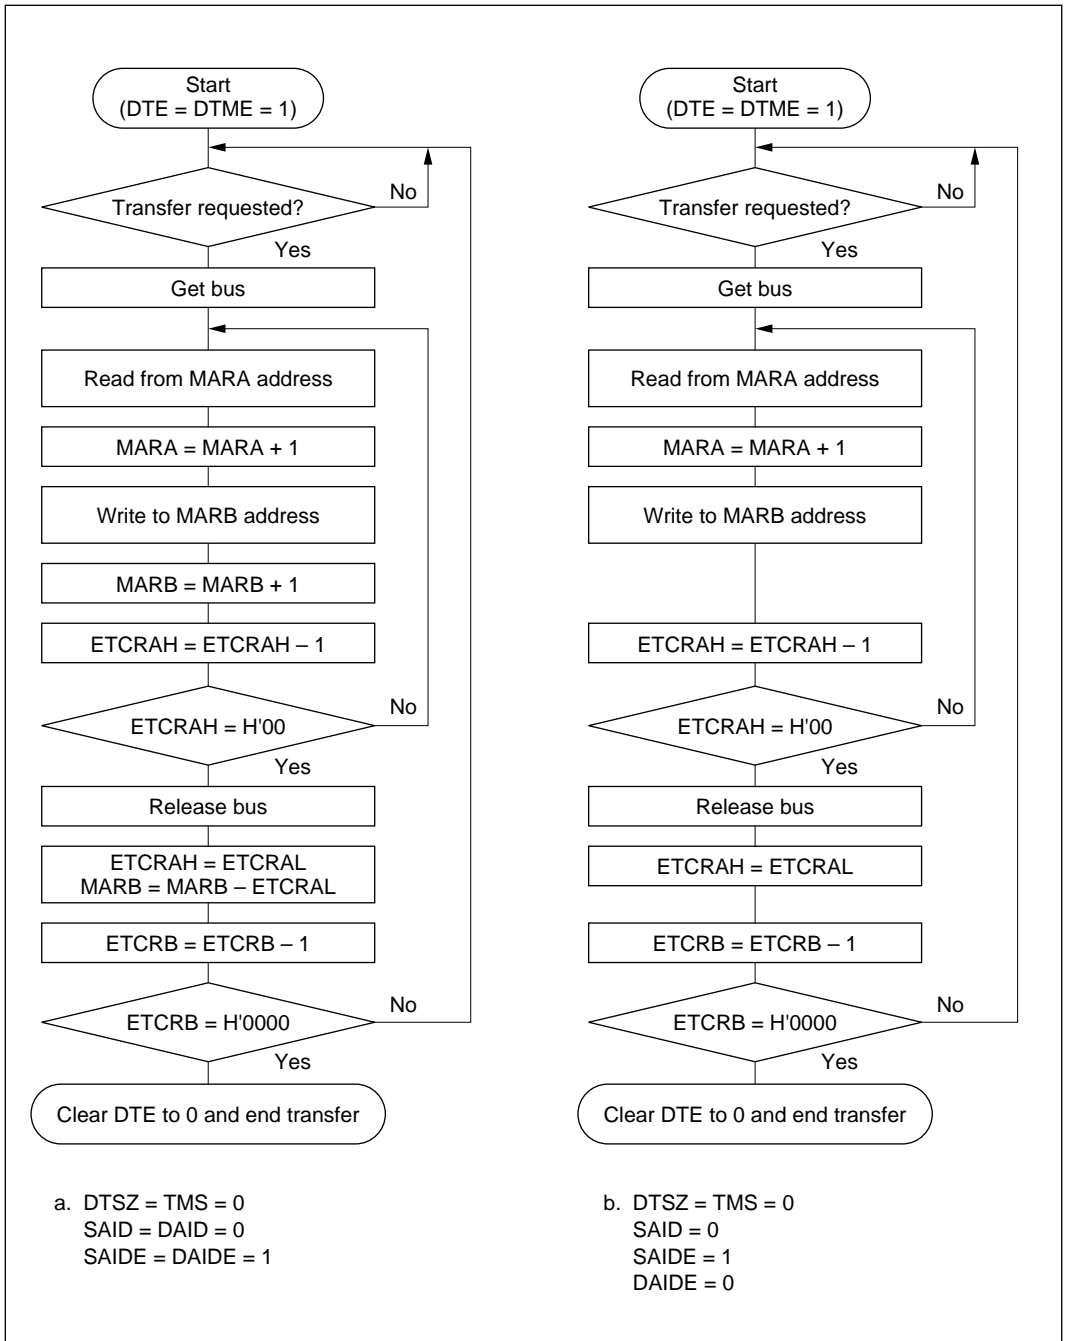 Start
(DTE = DTME = 1)
Transfer requested?
No
Yes
Get bus
Read from MARA address
MARA = MARA + 1
Write to MARB address
MARB = MARB + 1
ETCRAH = ETCRAH – 1
ETCRAH = H'00
No
Yes
Release bus
ETCRAH = ETCRAL
MARB = MARB – ETCRAL
ETCRB = ETCRB – 1
ETCRB = H'0000
No
Yes
Clear DTE to 0 and end transfer
a. DTSZ = TMS = 0
SAID = DAID = 0
SAIDE = DAIDE = 1
Start
(DTE = DTME = 1)
Transfer requested?
No
Yes
Get bus
Read from MARA address
MARA = MARA + 1
Write to MARB address
ETCRAH = ETCRAH – 1
ETCRAH = H'00
No
Yes
Release bus
ETCRAH = ETCRAL
ETCRB = ETCRB – 1
ETCRB = H'0000
No
Yes
Clear DTE to 0 and end transfer
b. DTSZ = TMS = 0
SAID = 0
SAIDE = 1
DAIDE = 0